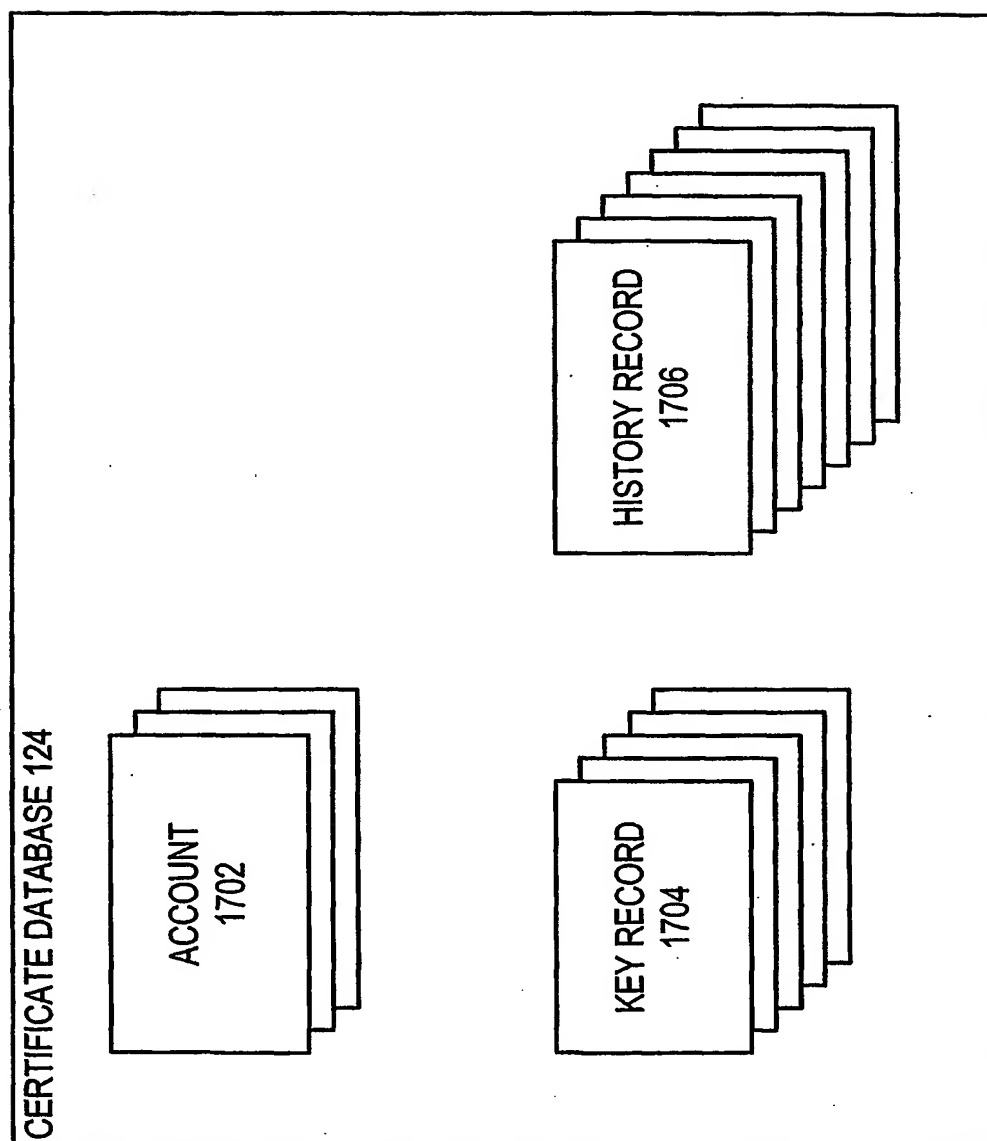 CERTIFICATE DATABASE 124
ACCOUNT
1702
KEY RECORD
1704
HISTORY RECORD
1706